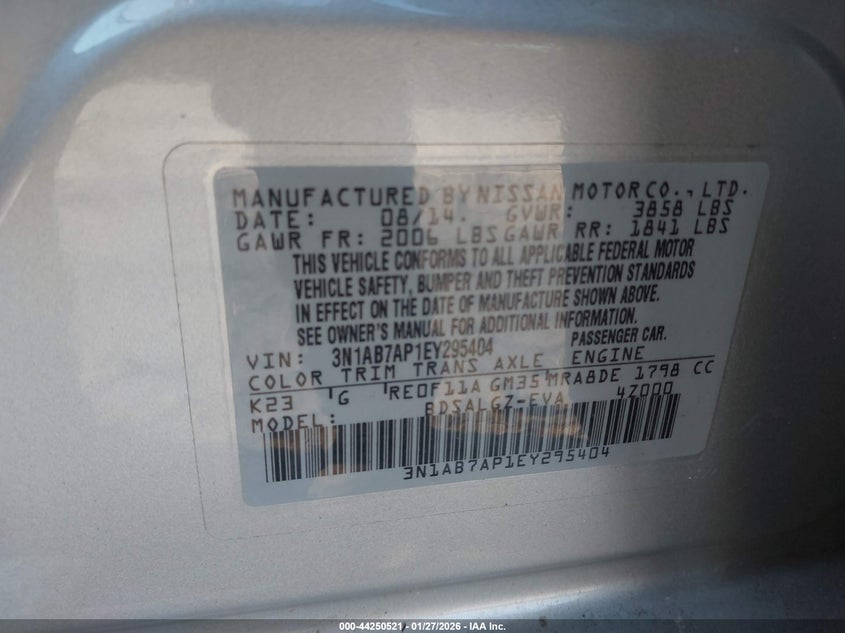 MANUFACTURED BY NISSAN MOTOR CO., LTD.
DATE: 08/14. GVWR: 3858 LBS
GAWR FR: 2006 LBS GAWR RR: 1841 LBS
THIS VEHICLE CONFORMS TO ALL APPLICABLE FEDERAL MOTOR
VEHICLE SAFETY, BUMPER AND THEFT PREVENTION STANDARDS
IN EFFECT ON THE DATE OF MANUFACTURE SHOWN ABOVE.
SEE OWNER'S MANUAL FOR ADDITIONAL INFORMATION.
VIN: 3N1AB7AP1EY295404 PASSENGER CAR.
COLOR TRIM TRANS AXLE ENGINE
K23 G RE0F11A GM35 MRA8DE 1798 CC
MODEL: BDSALGZ-EVA 4Z000
3N1AB7AP1EY295404
000-44250521 - 01/27/2026 - IAA Inc.